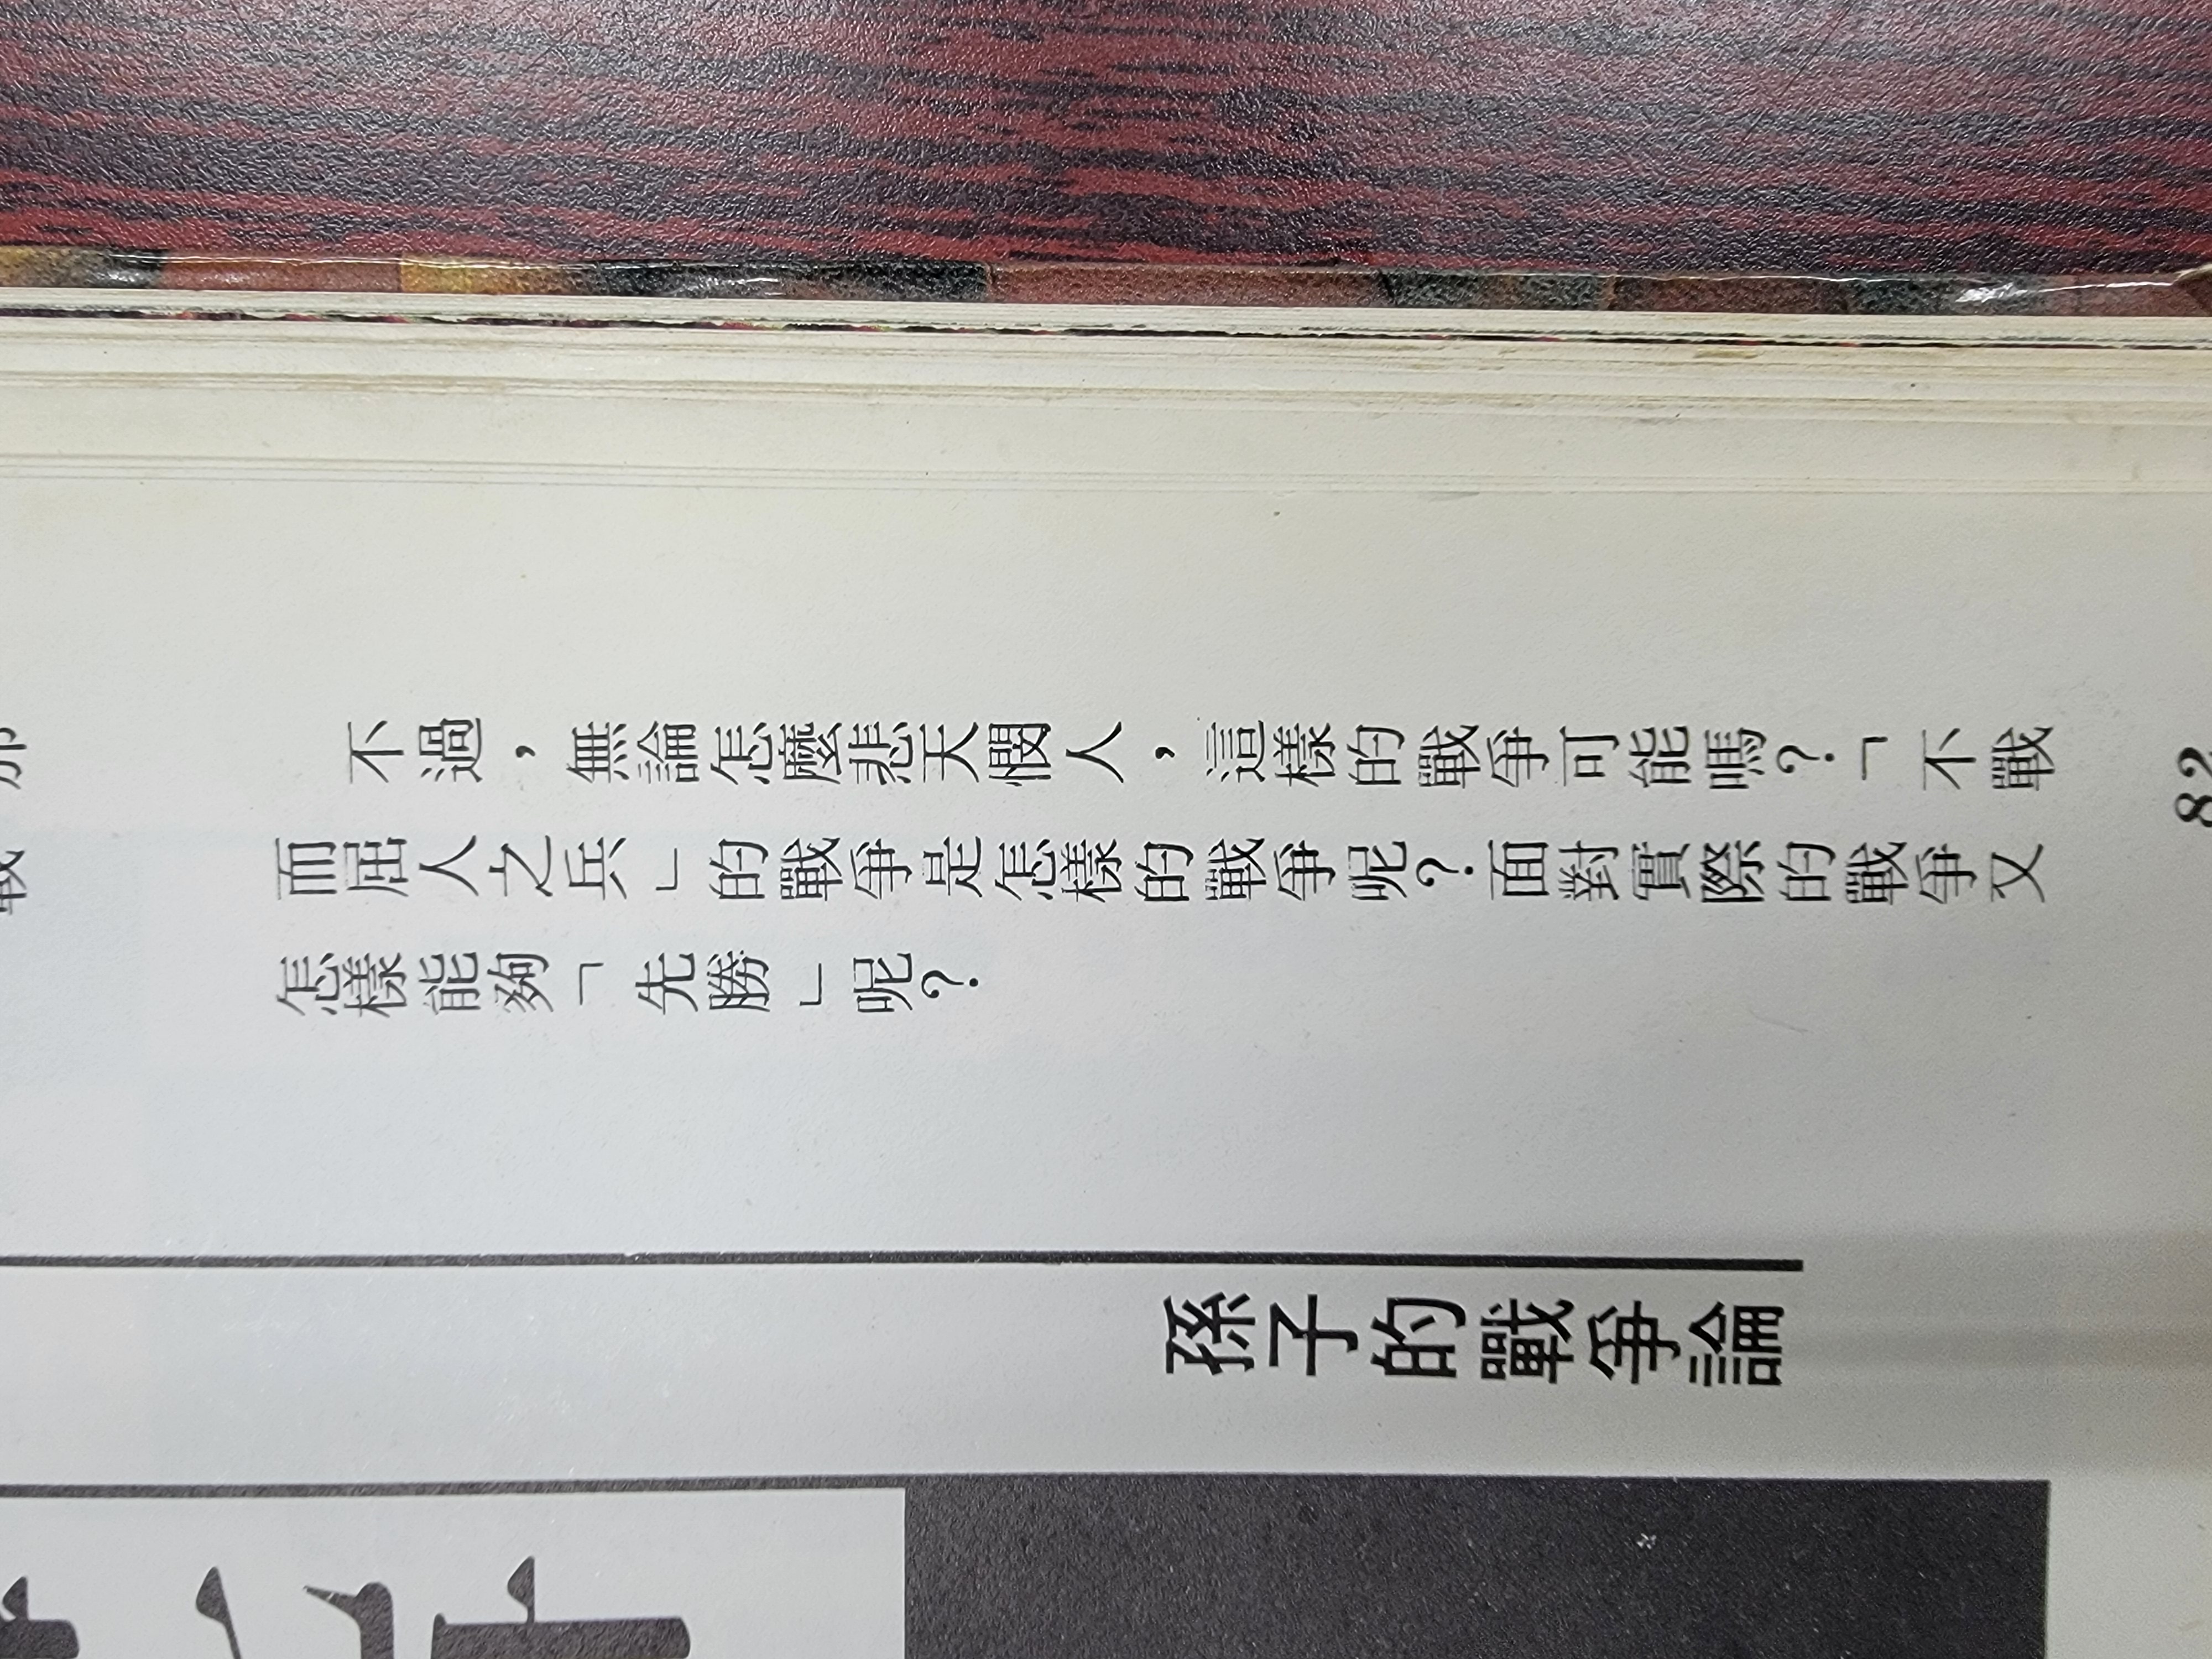 不過，無論怎麼悲天憫人，這樣的戰爭可能嗎？「不戰
而屈人之兵」的戰爭是怎樣的戰爭呢？面對實際的戰爭又
怎樣能夠「先勝」呢？
孫子的戰爭論
82